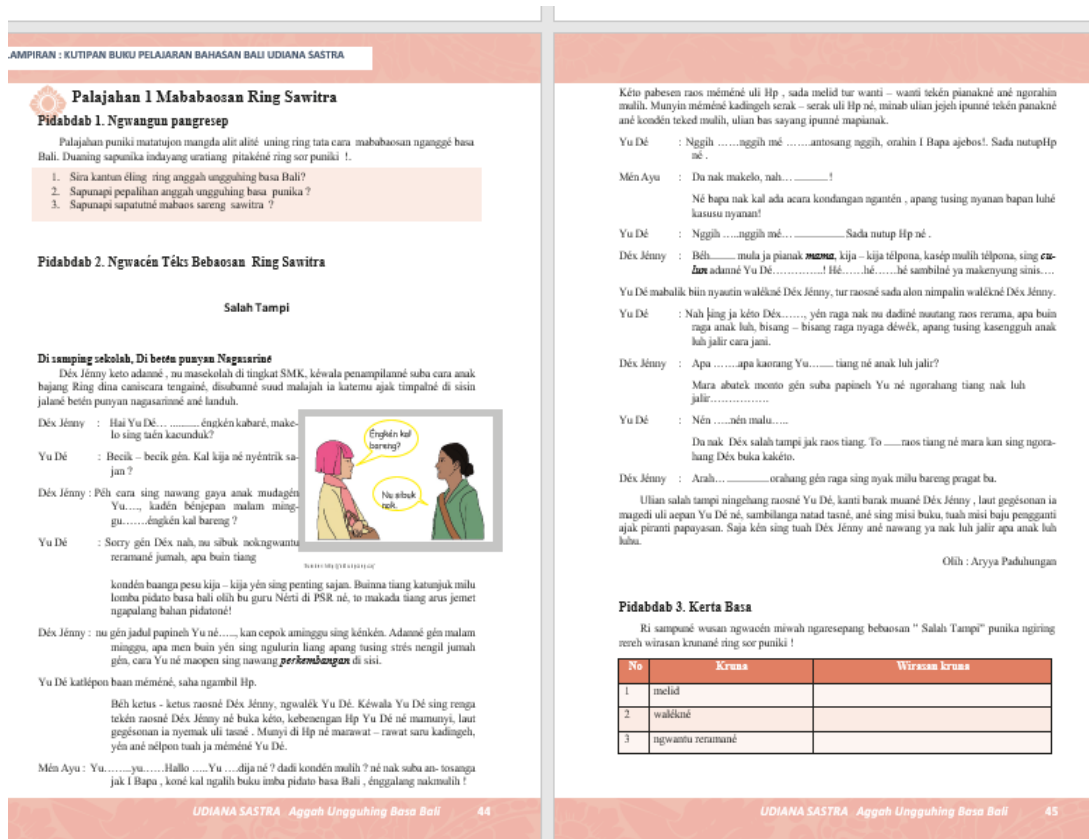 AMPIRAN : KUTIPAN BUKU PELAJARAN BAHASAN BALI UDIANA SASTRA
Palajahan 1 Mababaosan Ring Sawitra
Pidabdab 1. Ngwangun pangresep
Palajahan puniki matatujon mangda alit alité uning ring tata cara mababaosan nganggé basa
Bali. Duaning sapunika indayang uratiang pitakéné ring sor puniki !.
1. Sira kantun éling ring anggah ungguhing basa Bali?
2. Sapunapi pepalihan anggah ungguhing basa punika ?
3. Sapunapi sapatutné mabaos sareng sawitra ?
Pidabdab 2. Ngwacén Téks Bebaosan Ring Sawitra
Salah Tampi
Di samping sekolah, Di betén punyan Nagasariné
Déx Jénny keto adanné , nu masekolah di tingkat SMK, kéwala penampilanné suba cara anak
bajang Ring dina caniscara tengainé, disubanné suud malajah ia katemu ajak timpalné di sisin
jalané betén punyan nagasarinné ané landuh.
Déx Jénny : Hai Yu Dé… ........... éngkén kabaré, make-
lo sing taén kacunduk?
Yu Dé : Becik – becik gén. Kal kija né nyéntrik sa-
jan ?
Déx Jénny : Péh cara sing nawang gaya anak mudagén
Yu…., kadén bénjepan malam ming-
gu…….éngkén kal bareng ?
Yu Dé : Sorry gén Déx nah, nu sibuk nokngwantu
reramané jumah, apa buin tiang
Éngkén kal
bareng?
Nu sibuk
nok.
kondén baanga pesu kija – kija yén sing penting sajan. Buinna tiang katunjuk milu
lomba pidato basa bali olih bu guru Nérti di PSR né, to makada tiang arus jemet
ngapalang bahan pidatoné!
Déx Jénny : nu gén jadul papineh Yu né….., kan cepok aminggu sing kénkén. Adanné gén malam
minggu, apa men buin yén sing ngulurin liang apang tusing strés nengil jumah
gén, cara Yu né maopen sing nawang perkembangan di sisi.
Yu Dé katlépon baan méméné, saha ngambil Hp.
Béh ketus - ketus raosné Déx Jénny, ngwalék Yu Dé. Kéwala Yu Dé sing renga
tekén raosné Déx Jénny né buka kéto, kebenengan Hp Yu Dé né mamunyi, laut
gegésonan ia nyemak uli tasné . Munyi di Hp né marawat – rawat saru kadingeh,
yén ané nélpon tuah ja méméné Yu Dé.
Mén Ayu : Yu……..yu……Hallo …..Yu ….dija né ? dadi kondén mulih ? né nak suba an- tosanga
jak I Bapa , koné kal ngalih buku imba pidato basa Bali , énggalang nakmulih !
UDIANA SASTRA Aggah Ungguhing Basa Bali 44
Kéto pabesen raos méméné uli Hp , sada melid tur wanti – wanti tekén pianakné ané ngorahin
mulih. Munyin méméné kadingeh serak – serak uli Hp né, minab ulian jejeh ipunné tekén panakné
ané kondén teked mulih, ulian bas sayang ipunné mapianak.
Yu Dé : Nggih ……nggih mé …….antosang nggih, orahin I Bapa ajebos!. Sada nutupHp
né .
Mén Ayu : Da nak makelo, nah… ............. !
Né bapa nak kal ada acara kondangan ngantén , apang tusing nyanan bapan luhé
kasusu nyanan!
Yu Dé : Nggih …..nggih mé… .................. Sada nutup Hp né .
Déx Jénny : Béh.......... mula ja pianak mama, kija – kija télpona, kasép mulih télpona, sing cu-
lun adanné Yu Dé………….! Hé……hé……hé sambilné ya makenyung sinis….
Yu Dé mabalik biin nyautin walékné Déx Jénny, tur raosné sada alon nimpalin walékné Déx Jénny.
Yu Dé : Nah sing ja kéto Déx……, yén raga nak nu dadiné nuutang raos rerama, apa buin
raga anak luh, bisang – bisang raga nyaga déwék, apang tusing kasengguh anak
luh jalir cara jani.
Déx Jénny : Apa …….apa kaorang Yu........ tiang né anak luh jalir?
Mara abatek monto gén suba papineh Yu né ngorahang tiang nak luh
jalir……………
Yu Dé : Nén …..nén malu…..
Da nak Déx salah tampi jak raos tiang. To ......raos tiang né mara kan sing ngora-
hang Déx buka kakéto.
Déx Jénny : Arah… ...............orahang gén raga sing nyak milu bareng pragat ba.
Ulian salah tampi ningehang raosné Yu Dé, kanti barak muané Déx Jénny , laut gegésonan ia
magedi uli aepan Yu Dé né, sambilanga natad tasné, ané sing misi buku, tuah misi baju pengganti
ajak piranti papayasan. Saja kén sing tuah Déx Jény ané nawang ya nak luh jalir apa anak luh
luhu.
Olih : Aryya Paduhungan
Pidabdab 3. Kerta Basa
Ri sampuné wusan ngwacén miwah ngaresepang bebaosan " Salah Tampi" punika ngiring
rereh wirasan krunané ring sor puniki !
No Kruna Wirasan kruna
1 melid
2 walékné
3 ngwantu reramané
UDIANA SASTRA Aggah Ungguhing Basa Bali 45